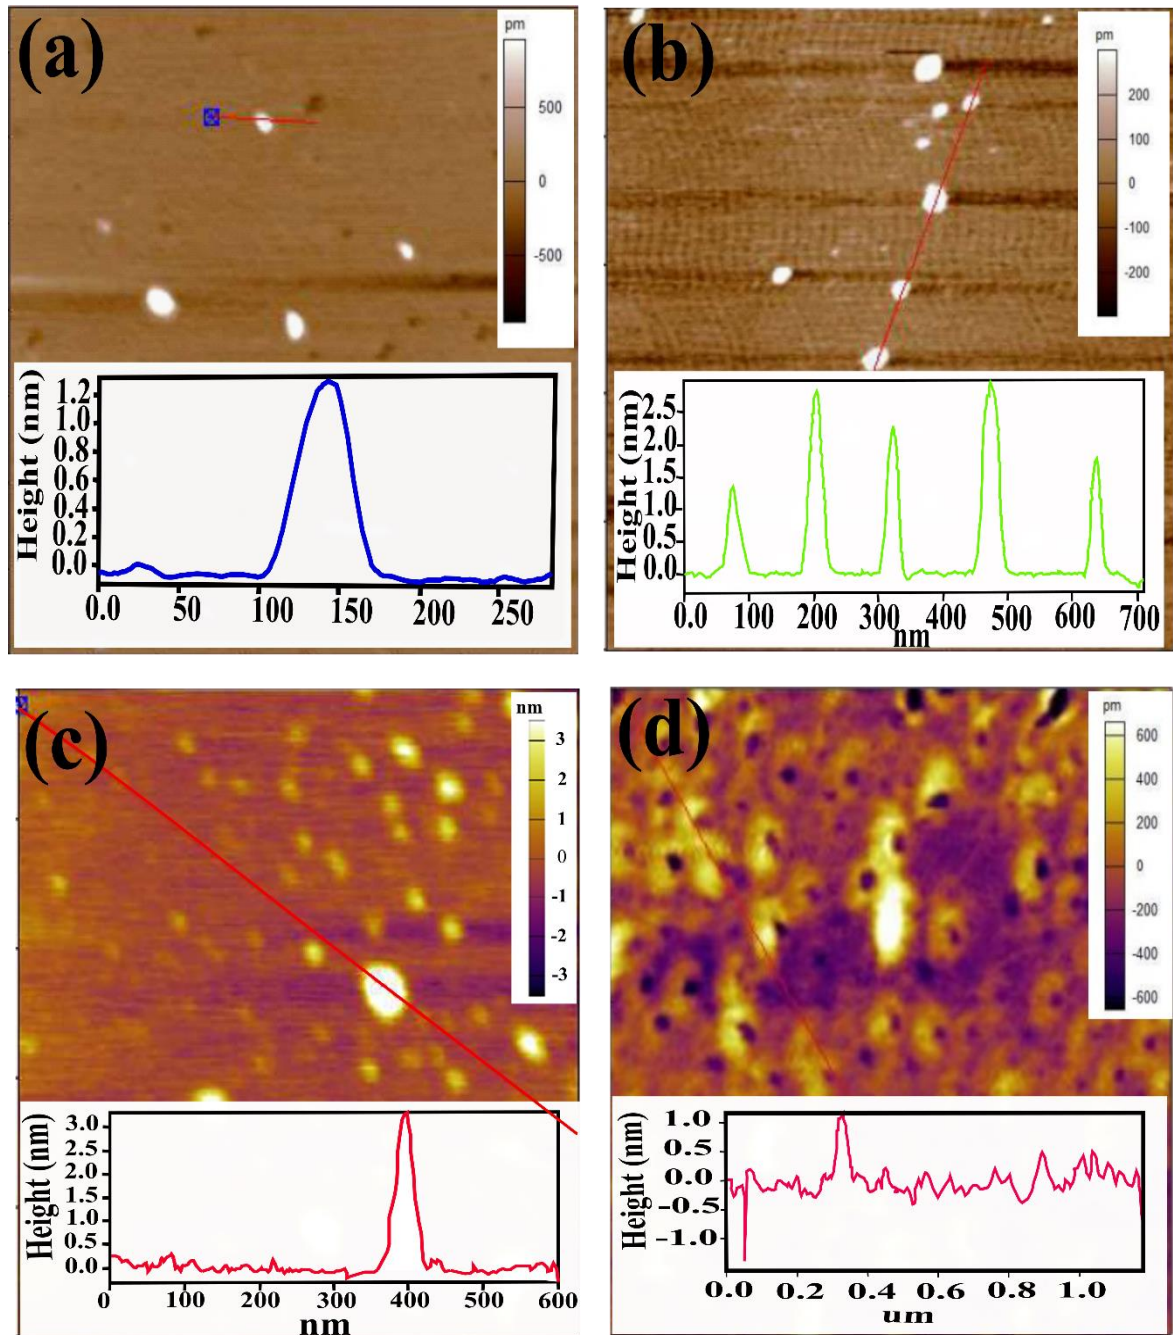 (a)
pm
500
0
-500
Height (nm)
1.2
1.0
0.8
0.6
0.4
0.2
0.0
0.0 50 100 150 200 250
(b)
200
100
0
-100
-200
pm
Height (nm)
2.5
2.0
1.5
1.0
0.5
0.0
0.0 100 200 300 400 500 600 700
nm
(c)
nm
3
2
1
0
-1
-2
-3
Height (nm)
3.0
2.5
2.0
1.5
1.0
0.5
0.0
0 100 200 300 400 500 600
nm
(d)
pm
600
400
200
0
-200
-400
-600
Height (nm)
1.0
0.5
0.0
-0.5
-1.0
0.0 0.2 0.4 0.6 0.8 1.0
um